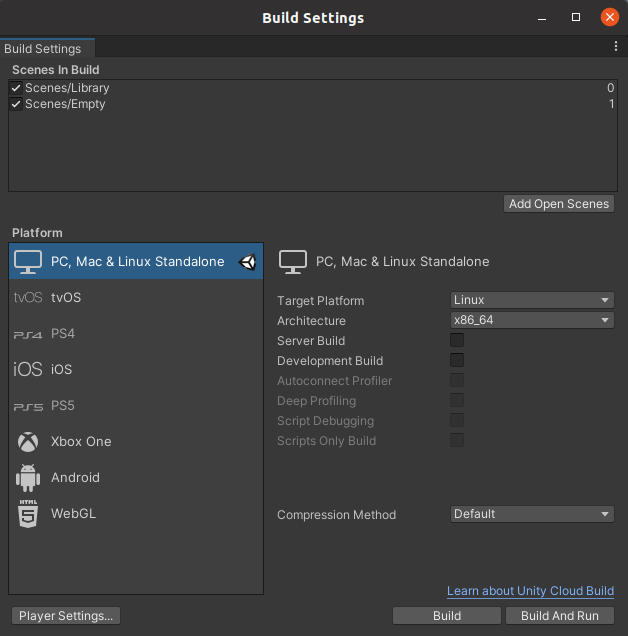 Build Settings
Build Settings
Scenes In Build
Scenes/Library 0
Scenes/Empty 1
Add Open Scenes
Platform
PC, Mac & Linux Standalone
tvOS tvOS
PS4 PS4
iOS iOS
PS5 PS5
Xbox One
Android
HTML 5 WebGL
PC, Mac & Linux Standalone
Target Platform Linux
Architecture x86_64
Server Build
Development Build
Autoconnect Profiler
Deep Profiling
Script Debugging
Scripts Only Build
Compression Method Default
Learn about Unity Cloud Build
Player Settings... Build Build And Run